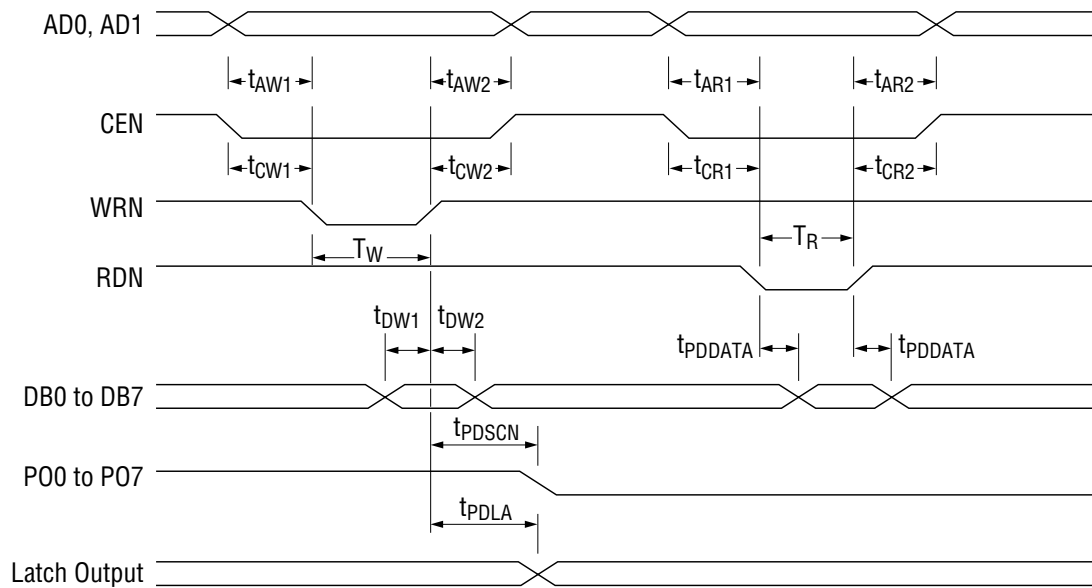 AD0, AD1
tAW1 tAW2 tAR1 tAR2
CEN
tCW1 tCW2 tCR1 tCR2
WRN
TW TR
RDN
tDW1 tDW2
tPDDATA tPDDATA
DB0 to DB7
tPDSCN
PO0 to PO7
tPDLA
Latch Output